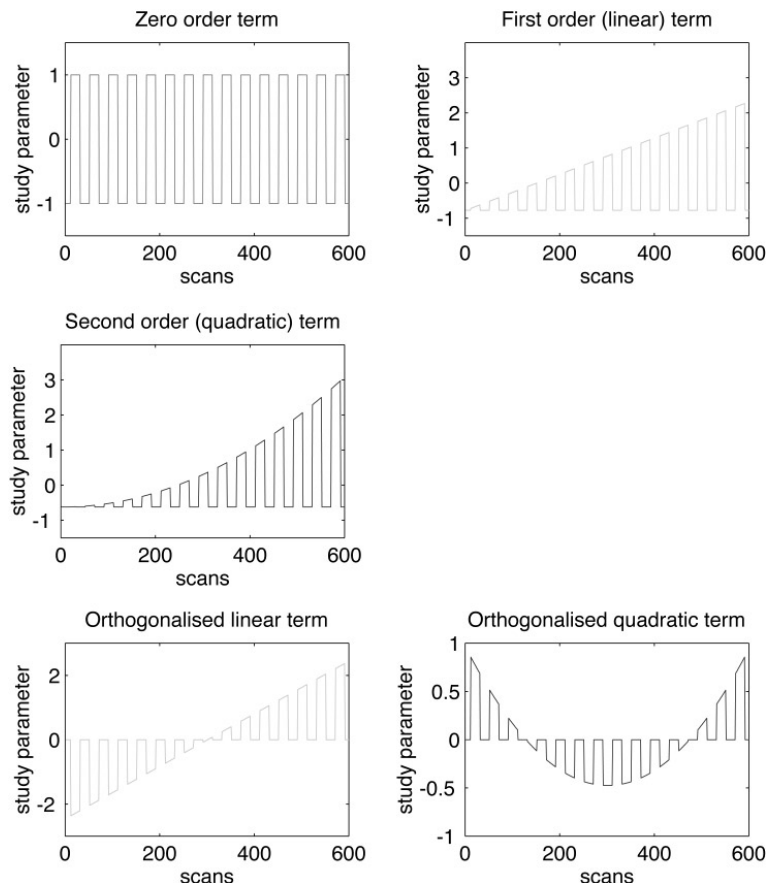 Zero order term
study parameter
1
0
-1
0
200
400
600
scans
First order (linear) term
study parameter
3
2
1
0
-1
0
200
400
600
scans
Second order (quadratic) term
study parameter
3
2
1
0
-1
0
200
400
600
scans
Orthogonalised linear term
study parameter
2
0
-2
0
200
400
600
scans
Orthogonalised quadratic term
study parameter
1
0.5
0
-0.5
-1
0
200
400
600
scans